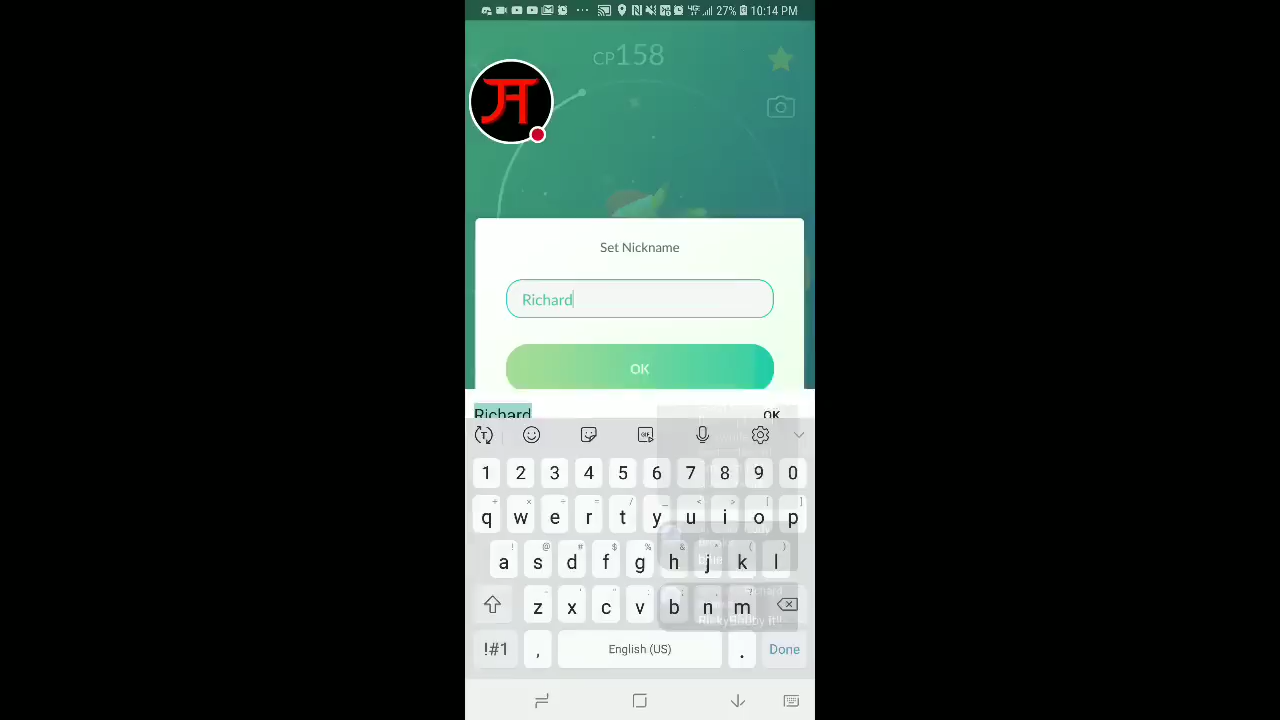 27% 10:14 PM
CP158
Set Nickname
Richard
OK
Richard
OK
1 2 3 4 5 6 7 8 9 0
q w e r t y u i o p
a s d f g h j k l
z x c v b n m
!#1 , English (US) . Done